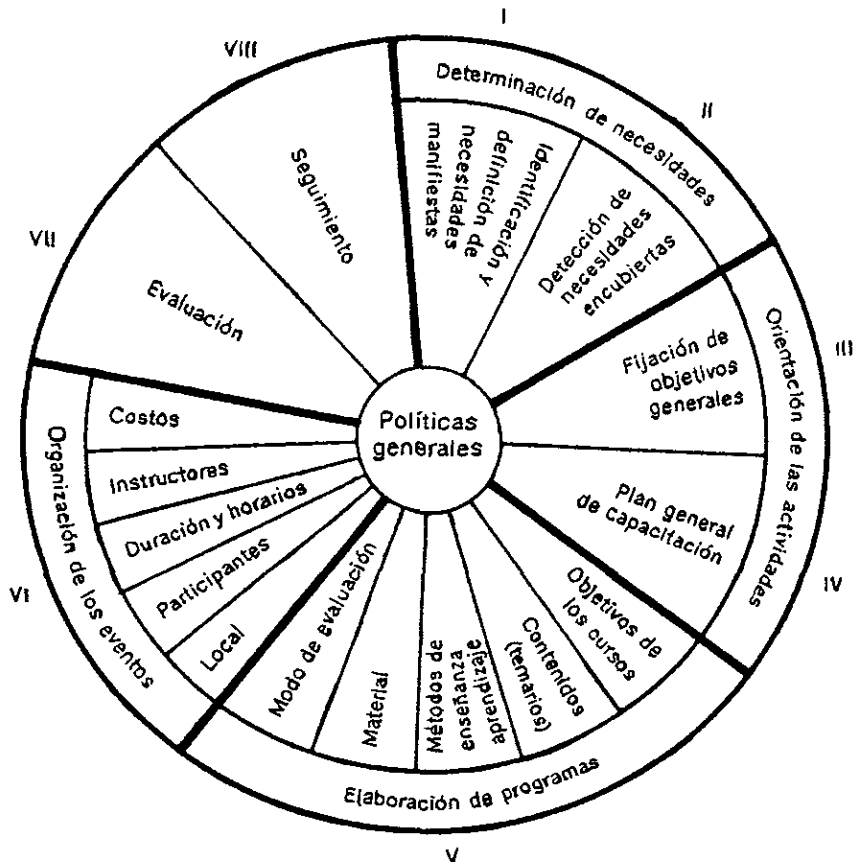 I
Determinación de necesidades
Identificación y
definición de
necesidades
manifiestas
II
Detección de
necesidades
encubiertas
III
Orientación de las actividades
Fijación de
objetivos
generales
IV
Plan general
de capacitación
V
Elaboración de programas
Objetivos de
los cursos
Contenidos
(temarios)
Métodos de
enseñanza
aprendizaje
Material
Modo de evaluación
VI
Organización de los eventos
Local
Participantes
Duración y horarios
Instructores
Costos
VII
Evaluación
VIII
Seguimiento
Políticas
generales